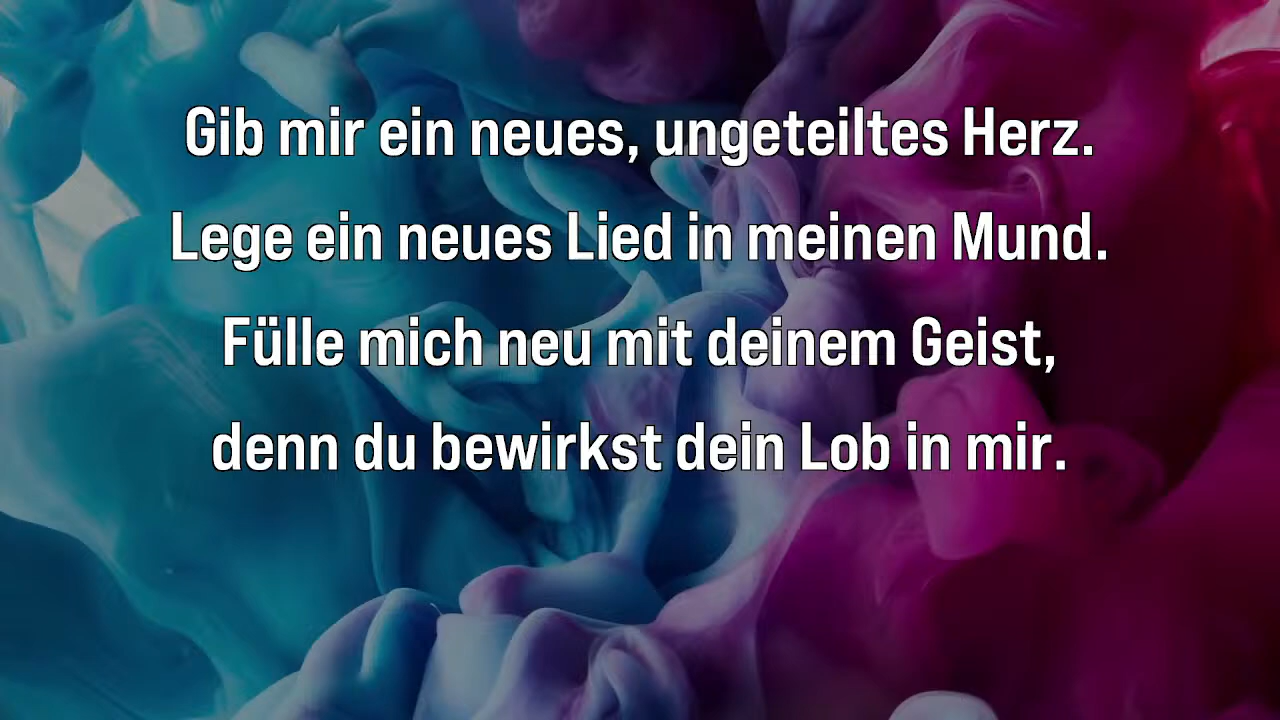 Gib mir ein neues, ungeteiltes Herz.
Lege ein neues Lied in meinen Mund.
Fülle mich neu mit deinem Geist,
denn du bewirkst dein Lob in mir.